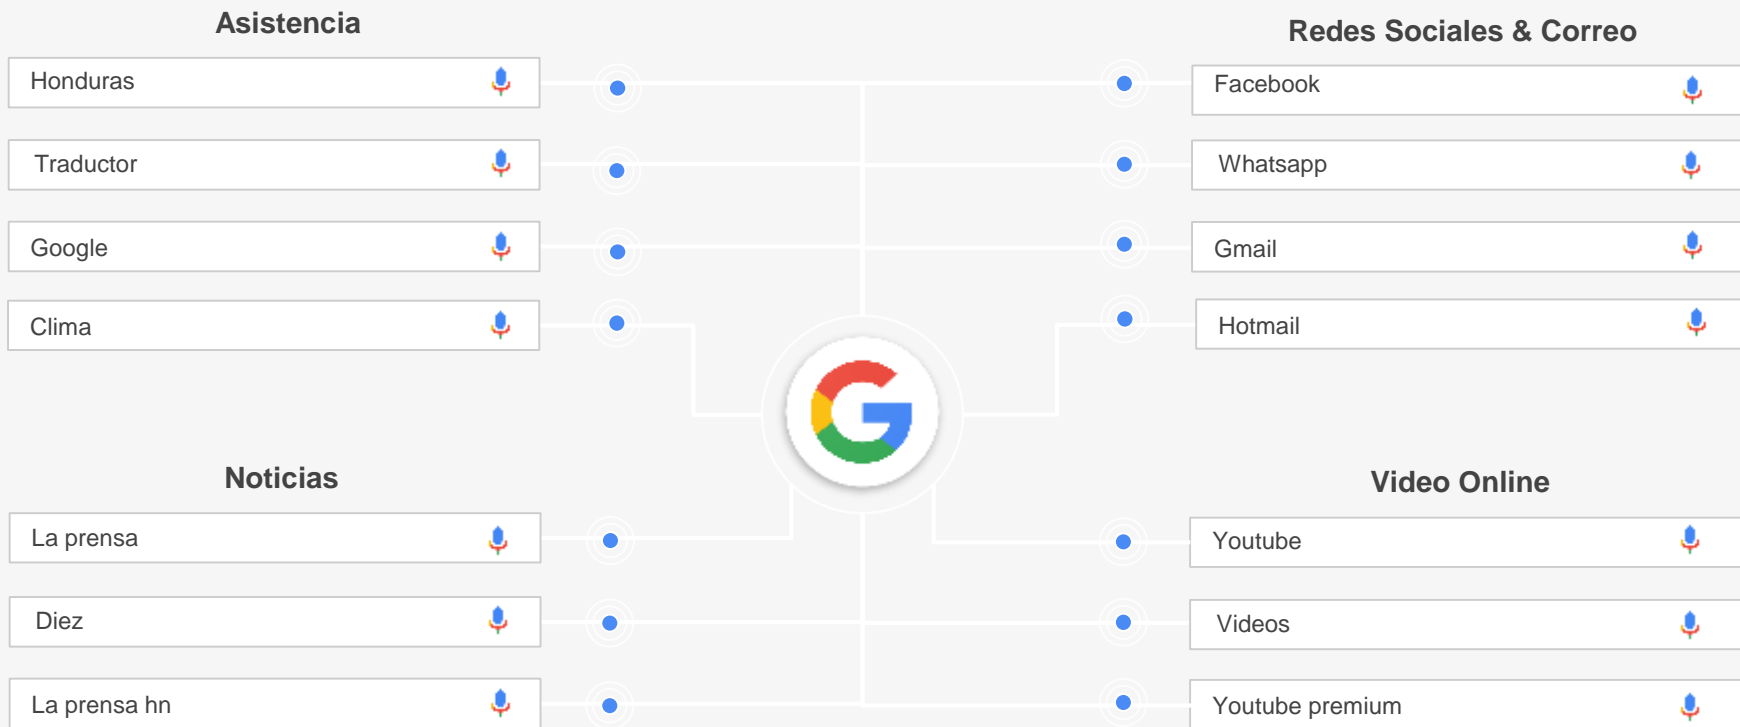 Asistencia
Honduras
Traductor
Google
Clima
Redes Sociales & Correo
Facebook
Whatsapp
Gmail
Hotmail
Noticias
La prensa
Diez
La prensa hn
Video Online
Youtube
Videos
Youtube premium